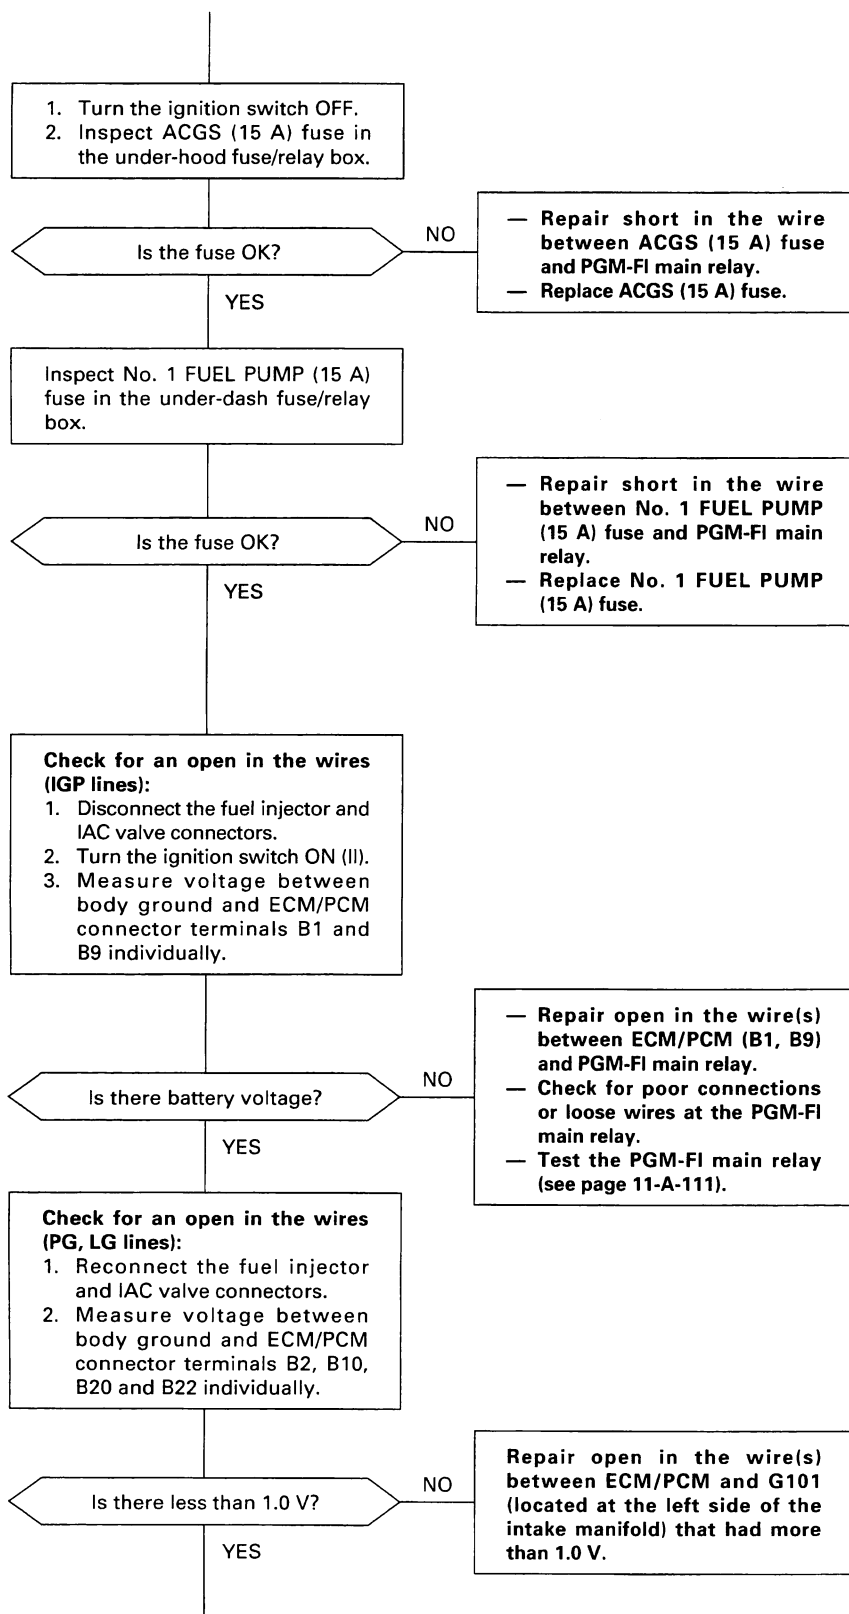 1. Turn the ignition switch OFF.
2. Inspect ACGS (15 A) fuse in
the under-hood fuse/relay box.
Is the fuse OK?
NO
— Repair short in the wire
between ACGS (15 A) fuse
and PGM-FI main relay.
— Replace ACGS (15 A) fuse.
YES
Inspect No. 1 FUEL PUMP (15 A)
fuse in the under-dash fuse/relay
box.
Is the fuse OK?
NO
— Repair short in the wire
between No. 1 FUEL PUMP
(15 A) fuse and PGM-FI main
relay.
— Replace No. 1 FUEL PUMP
(15 A) fuse.
YES
Check for an open in the wires
(IGP lines):
1. Disconnect the fuel injector and
IAC valve connectors.
2. Turn the ignition switch ON (II).
3. Measure voltage between
body ground and ECM/PCM
connector terminals B1 and
B9 individually.
Is there battery voltage?
NO
— Repair open in the wire(s)
between ECM/PCM (B1, B9)
and PGM-FI main relay.
— Check for poor connections
or loose wires at the PGM-FI
main relay.
— Test the PGM-FI main relay
(see page 11-A-111).
YES
Check for an open in the wires
(PG, LG lines):
1. Reconnect the fuel injector
and IAC valve connectors.
2. Measure voltage between
body ground and ECM/PCM
connector terminals B2, B10,
B20 and B22 individually.
Is there less than 1.0 V?
NO
Repair open in the wire(s)
between ECM/PCM and G101
(located at the left side of the
intake manifold) that had more
than 1.0 V.
YES